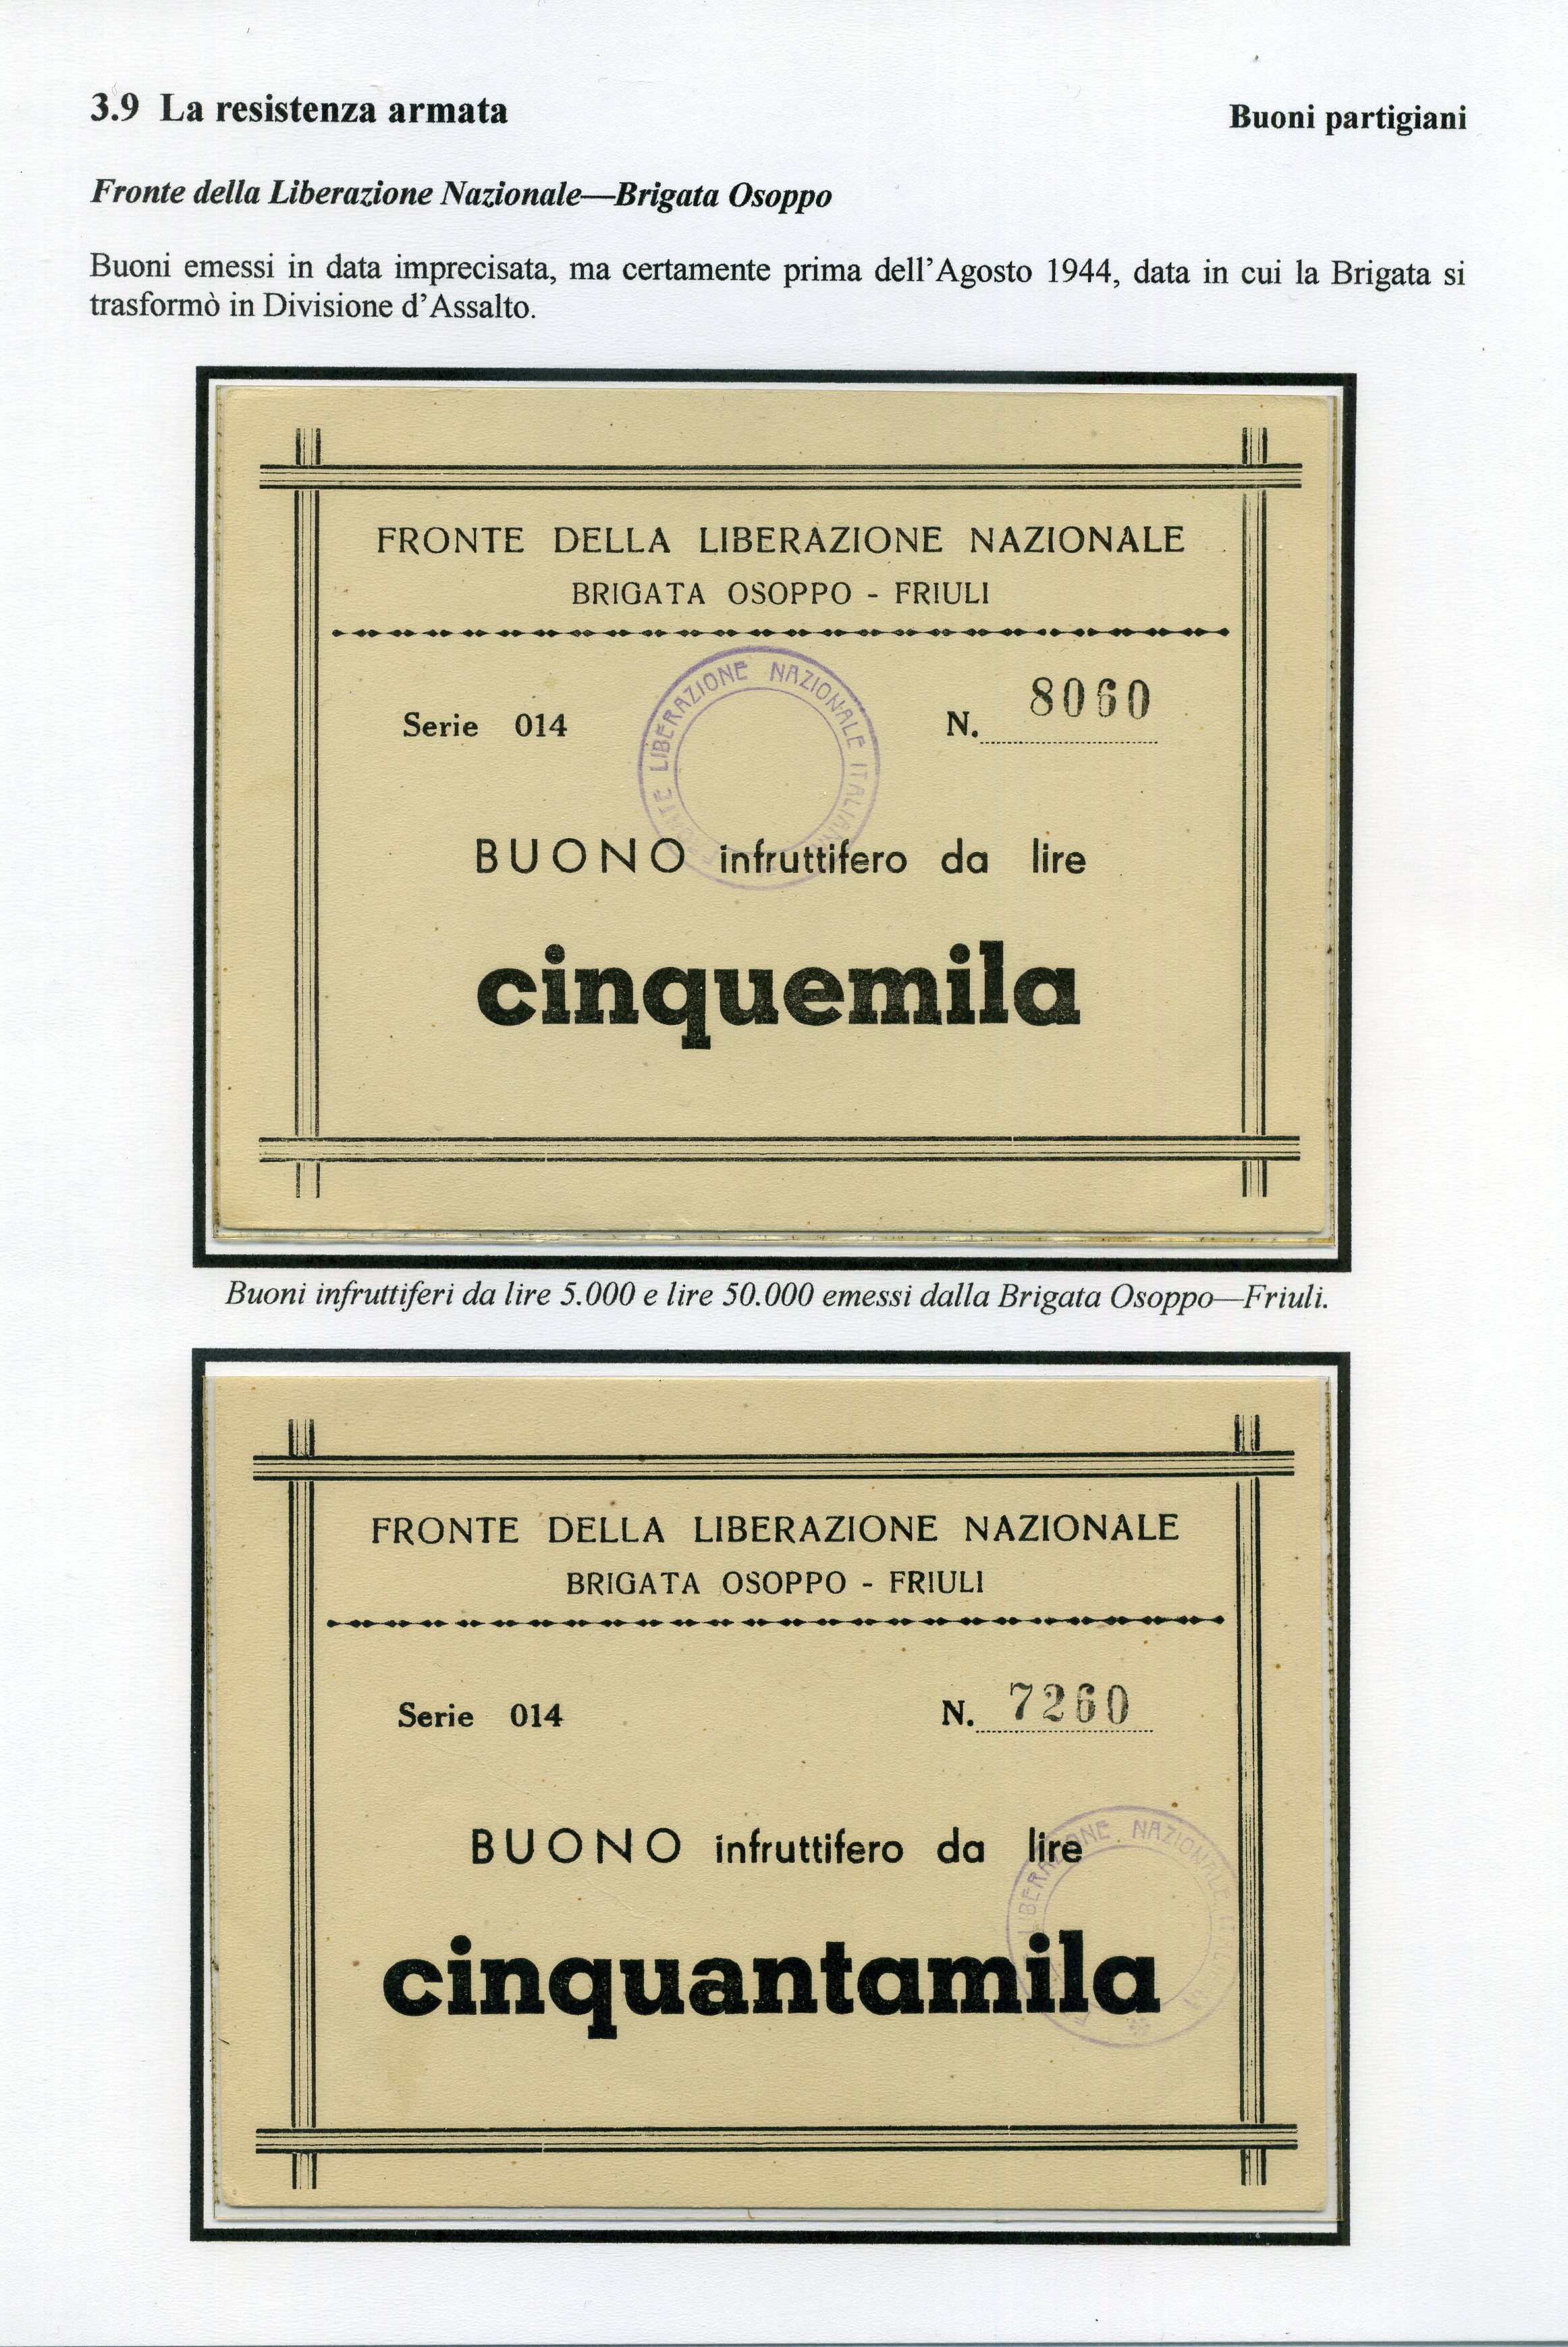 3.9 La resistenza armata
Buoni partigiani
Fronte della Liberazione Nazionale—Brigata Osoppo
Buoni emessi in data imprecisata, ma certamente prima dell'Agosto 1944, data in cui la Brigata si
trasformò in Divisione d'Assalto.
FRONTE DELLA LIBERAZIONE NAZIONALE
BRIGATA OSOPPO - FRIULI
LIBERAZIONE NAZIONALE
Serie 014
N. 8060
BUONO infruttifero da lire
cinquemila
Buoni infruttiferi da lire 5.000 e lire 50.000 emessi dalla Brigata Osoppo—Friuli.
FRONTE DELLA LIBERAZIONE NAZIONALE
BRIGATA OSOPPO - FRIULI
Serie 014
N. 7260
BUONO infruttifero da lire
NAZIONALE
cinquantamila